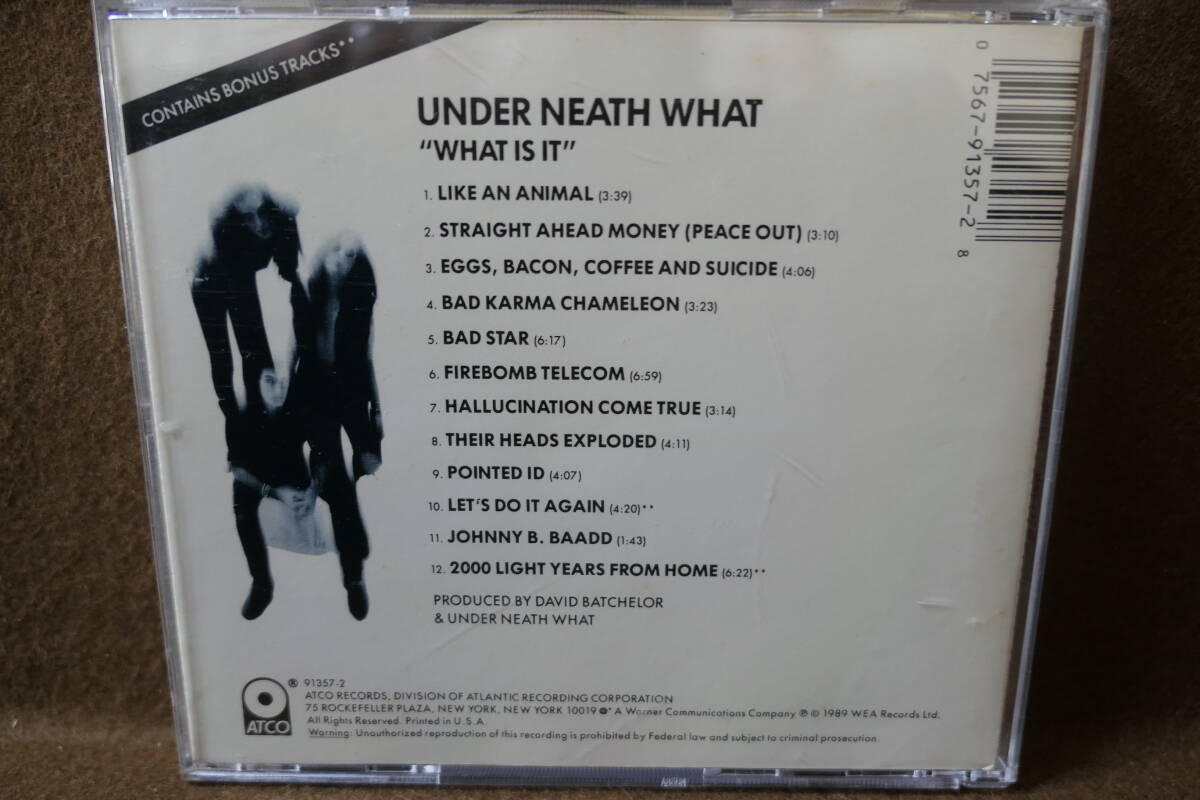 CONTAINS BONUS TRACKS**
UNDER NEATH WHAT
“WHAT IS IT”
1. LIKE AN ANIMAL (3:39)
2. STRAIGHT AHEAD MONEY (PEACE OUT) (3:10)
3. EGGS, BACON, COFFEE AND SUICIDE (4:06)
4. BAD KARMA CHAMELEON (3:23)
5. BAD STAR (6:17)
6. FIREBOMB TELECOM (6:59)
7. HALLUCINATION COME TRUE (3:14)
8. THEIR HEADS EXPLODED (4:11)
9. POINTED ID (4:07)
10. LET'S DO IT AGAIN (4:20)**
11. JOHNNY B. BAADD (1:43)
12. 2000 LIGHT YEARS FROM HOME (6:22)**
PRODUCED BY DAVID BATCHELOR
& UNDER NEATH WHAT
0 7567-91357-2 8
ATCO
® 91357-2
ATCO RECORDS, DIVISION OF ATLANTIC RECORDING CORPORATION
75 ROCKEFELLER PLAZA, NEW YORK, NEW YORK 10019 A Warner Communications Company ℗ © 1989 WEA Records Ltd.
All Rights Reserved. Printed in U.S.A.
Warning: Unauthorized reproduction of this recording is prohibited by Federal law and subject to criminal prosecution.